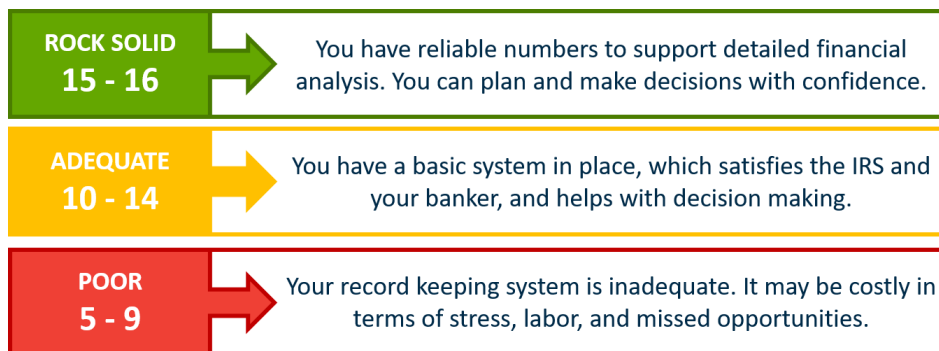 ROCK SOLID
15 - 16
You have reliable numbers to support detailed financial
analysis. You can plan and make decisions with confidence.
ADEQUATE
10 - 14
You have a basic system in place, which satisfies the IRS and
your banker, and helps with decision making.
POOR
5 - 9
Your record keeping system is inadequate. It may be costly in
terms of stress, labor, and missed opportunities.